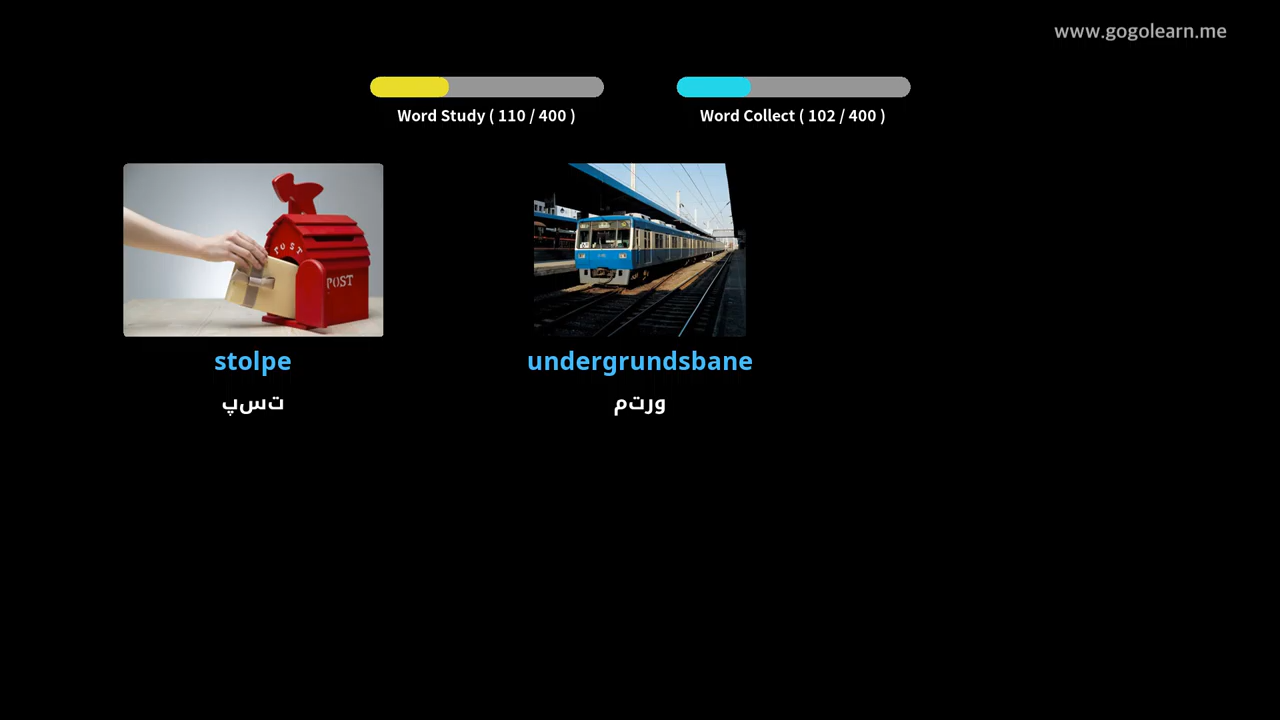 www.gogolearn.me
Word Study ( 110 / 400 )
Word Collect ( 102 / 400 )
POST
POST
stolpe
undergrundsbane
تسپ
ورتم